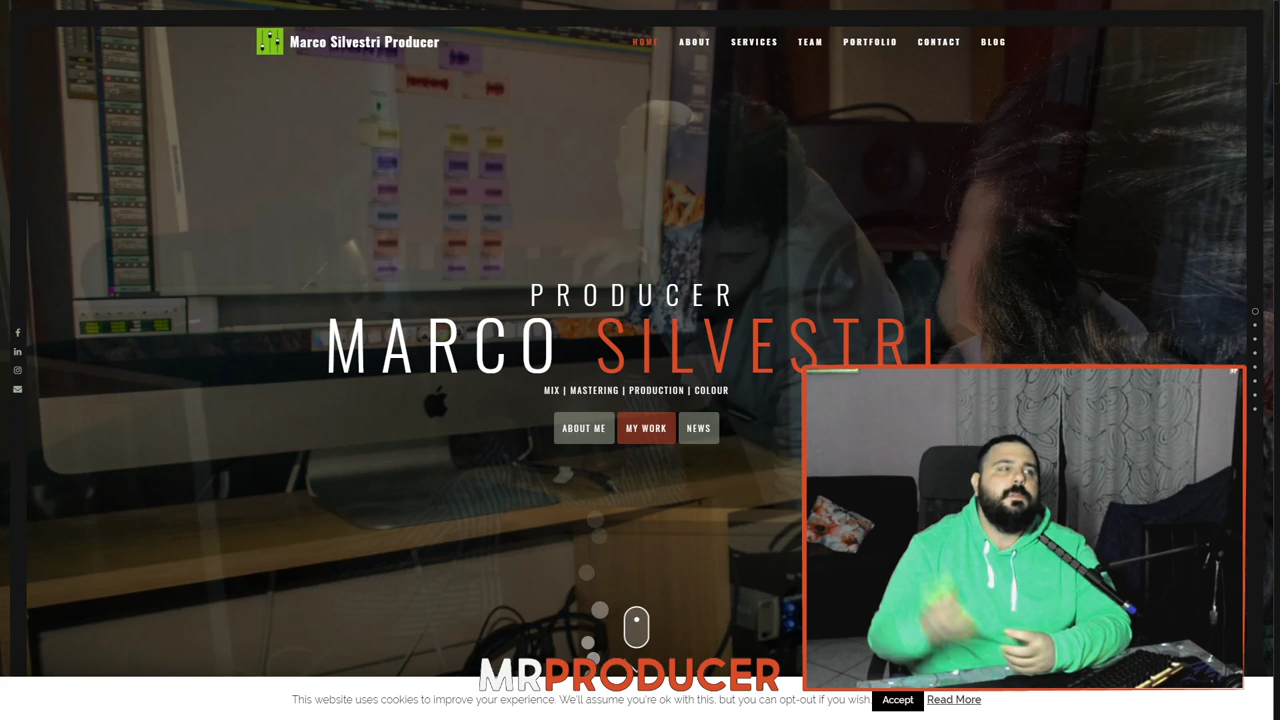 Marco Silvestri Producer
HOME ABOUT SERVICES TEAM PORTFOLIO CONTACT BLOG
PRODUCER
MARCO SILVESTRI
MIX | MASTERING | PRODUCTION | COLOUR
ABOUT ME MY WORK NEWS
MRPRODUCER
This website uses cookies to improve your experience. We'll assume you're ok with this, but you can opt-out if you wish. Accept Read More